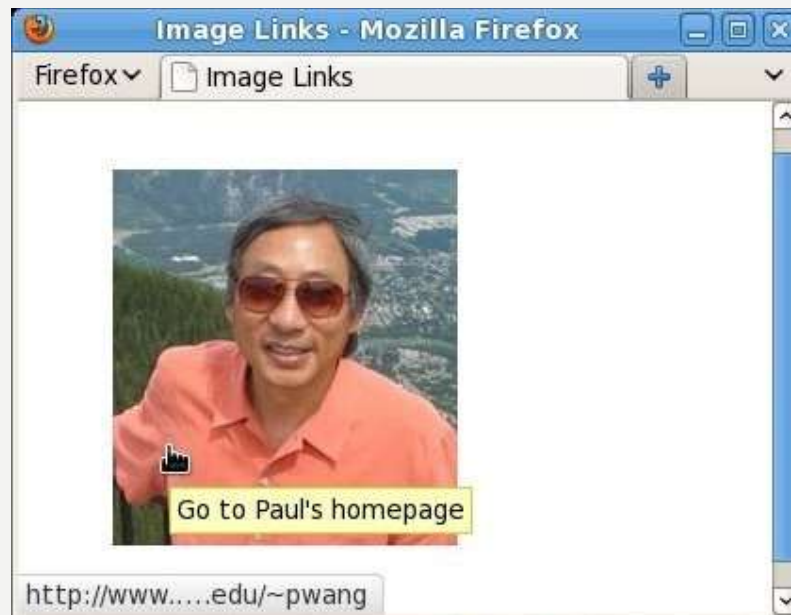 Image Links - Mozilla Firefox
Firefox
Image Links
Go to Paul's homepage
http://www.....edu/~pwang